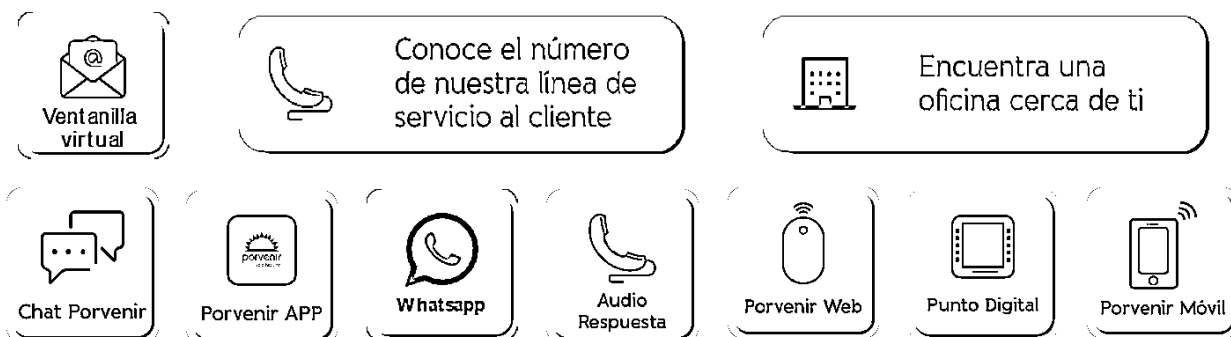 @
Ventanilla
virtual
Conoce el número
de nuestra línea de
servicio al cliente
Encuentra una
oficina cerca de ti
Chat Porvenir
porvenir
Porvenir APP
Whatsapp
Audio
Respuesta
Porvenir Web
Punto Digital
Porvenir Móvil